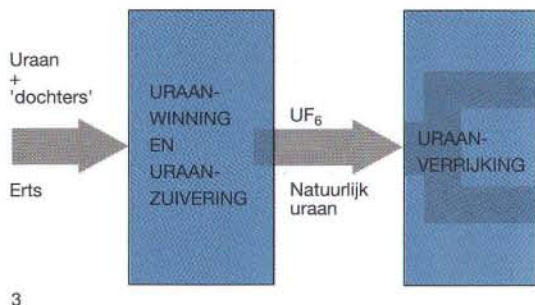 Uraan
+
'dochters'
Erts
URAAN-
WINNING
EN
URAAN-
ZUIVERING
UF₆
Natuurlijk
uraan
URAAN-
VERRIJKING
3